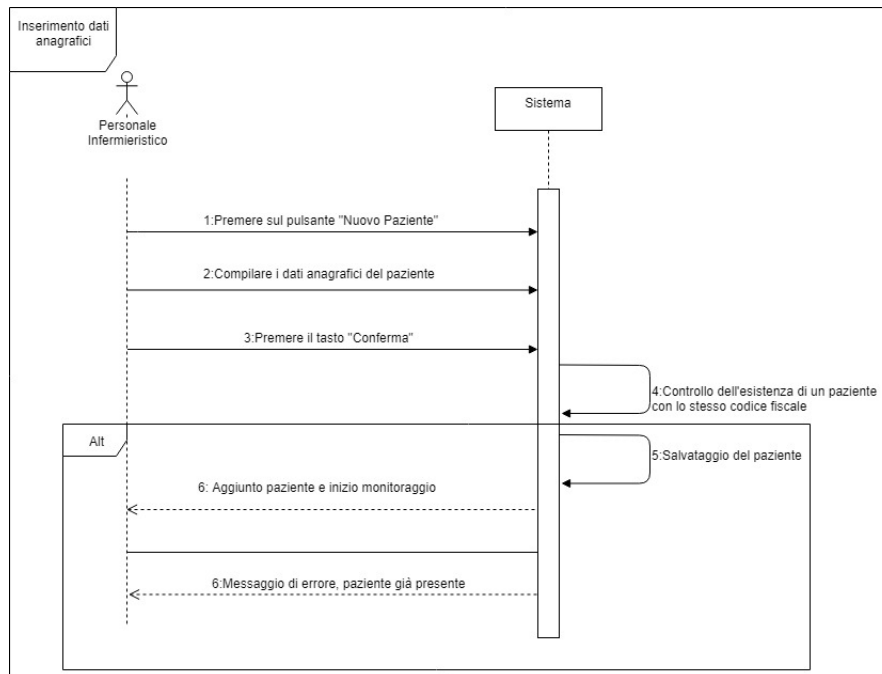 Inserimento dati
anagrafici
Personale
Infermieristico
Sistema
1:Premere sul pulsante "Nuovo Paziente"
2:Compilare i dati anagrafici del paziente
3:Premere il tasto "Conferma"
4:Controllo dell'esistenza di un paziente
con lo stesso codice fiscale
Alt
5:Salvataggio del paziente
6: Aggiunto paziente e inizio monitoraggio
6:Messaggio di errore, paziente già presente